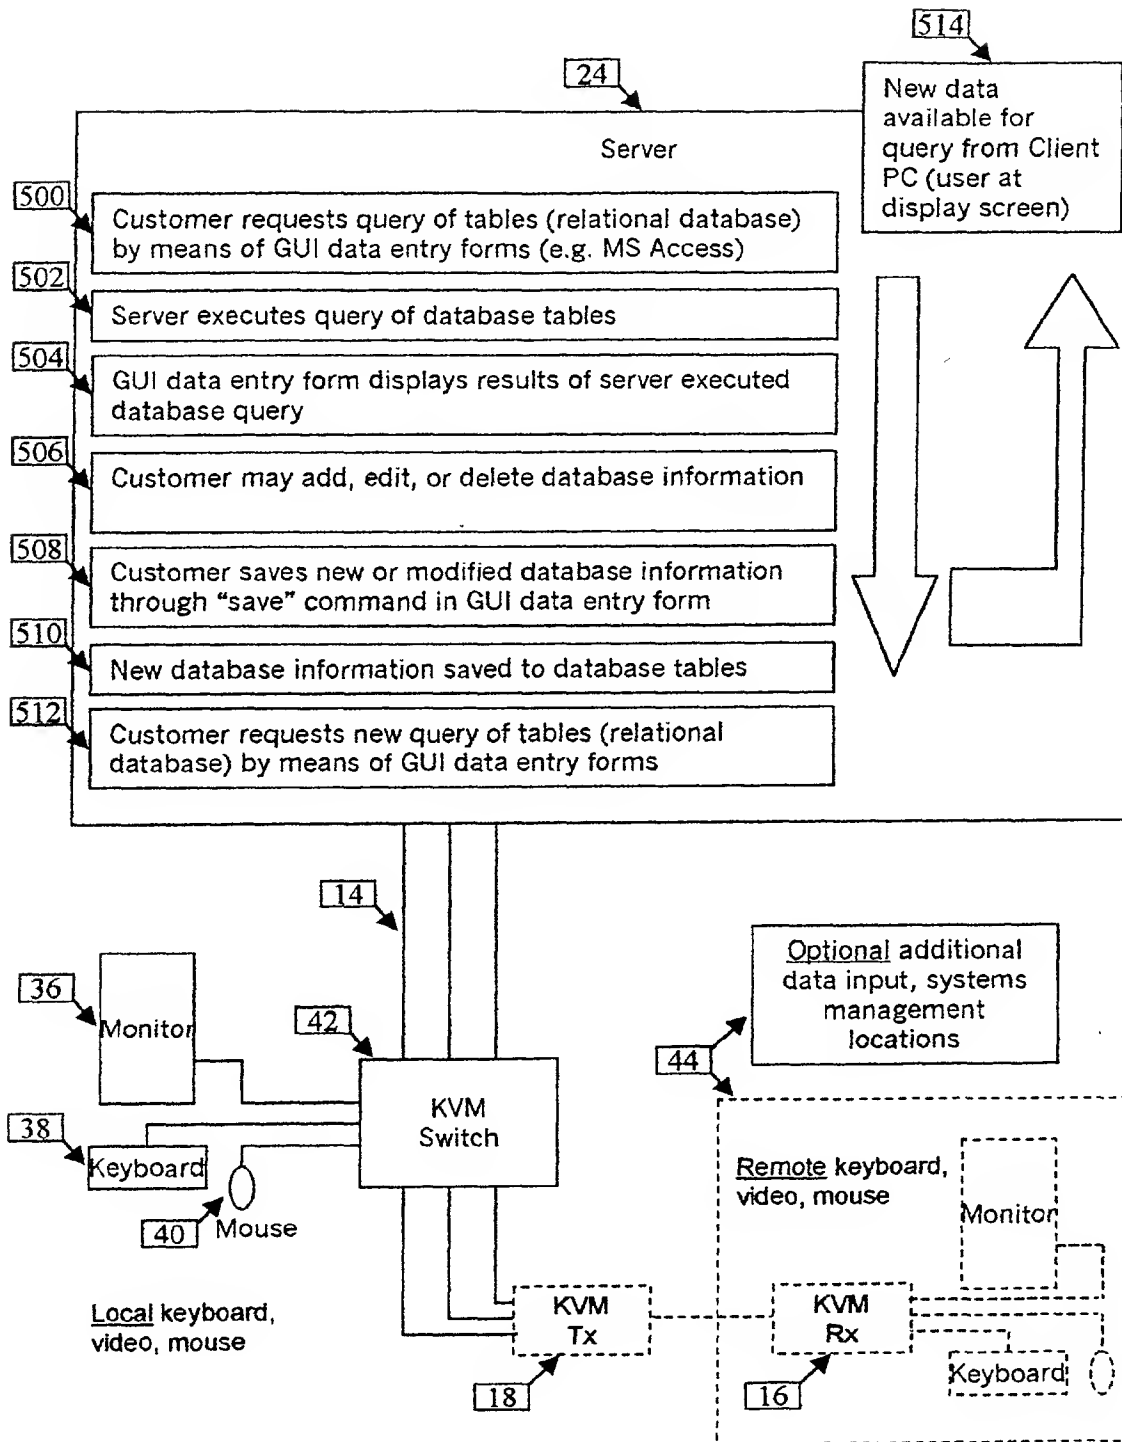 514
New data
available for
query from Client
PC (user at
display screen)
24
Server
500
Customer requests query of tables (relational database)
by means of GUI data entry forms (e.g. MS Access)
502
Server executes query of database tables
504
GUI data entry form displays results of server executed
database query
506
Customer may add, edit, or delete database information
508
Customer saves new or modified database information
through “save” command in GUI data entry form
510
New database information saved to database tables
512
Customer requests new query of tables (relational
database) by means of GUI data entry forms
14
36
Monitor
42
KVM
Switch
38
Keyboard
40
Mouse
Local keyboard,
video, mouse
Optional additional
data input, systems
management
locations
44
Remote keyboard,
video, mouse
Monitor
KVM
Tx
18
KVM
Rx
16
Keyboard